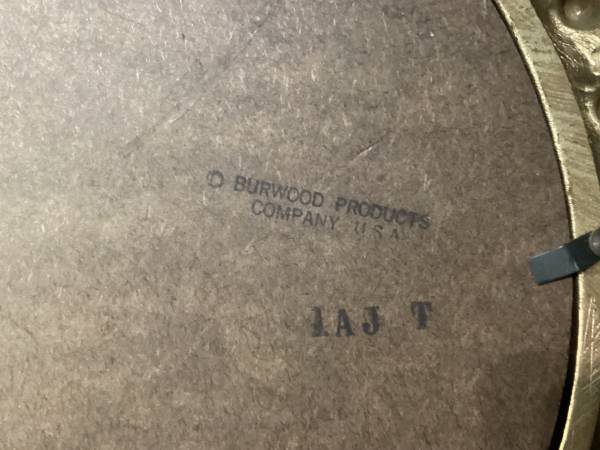 © BURWOOD PRODUCTS
COMPANY U.S.A.
1AJ T